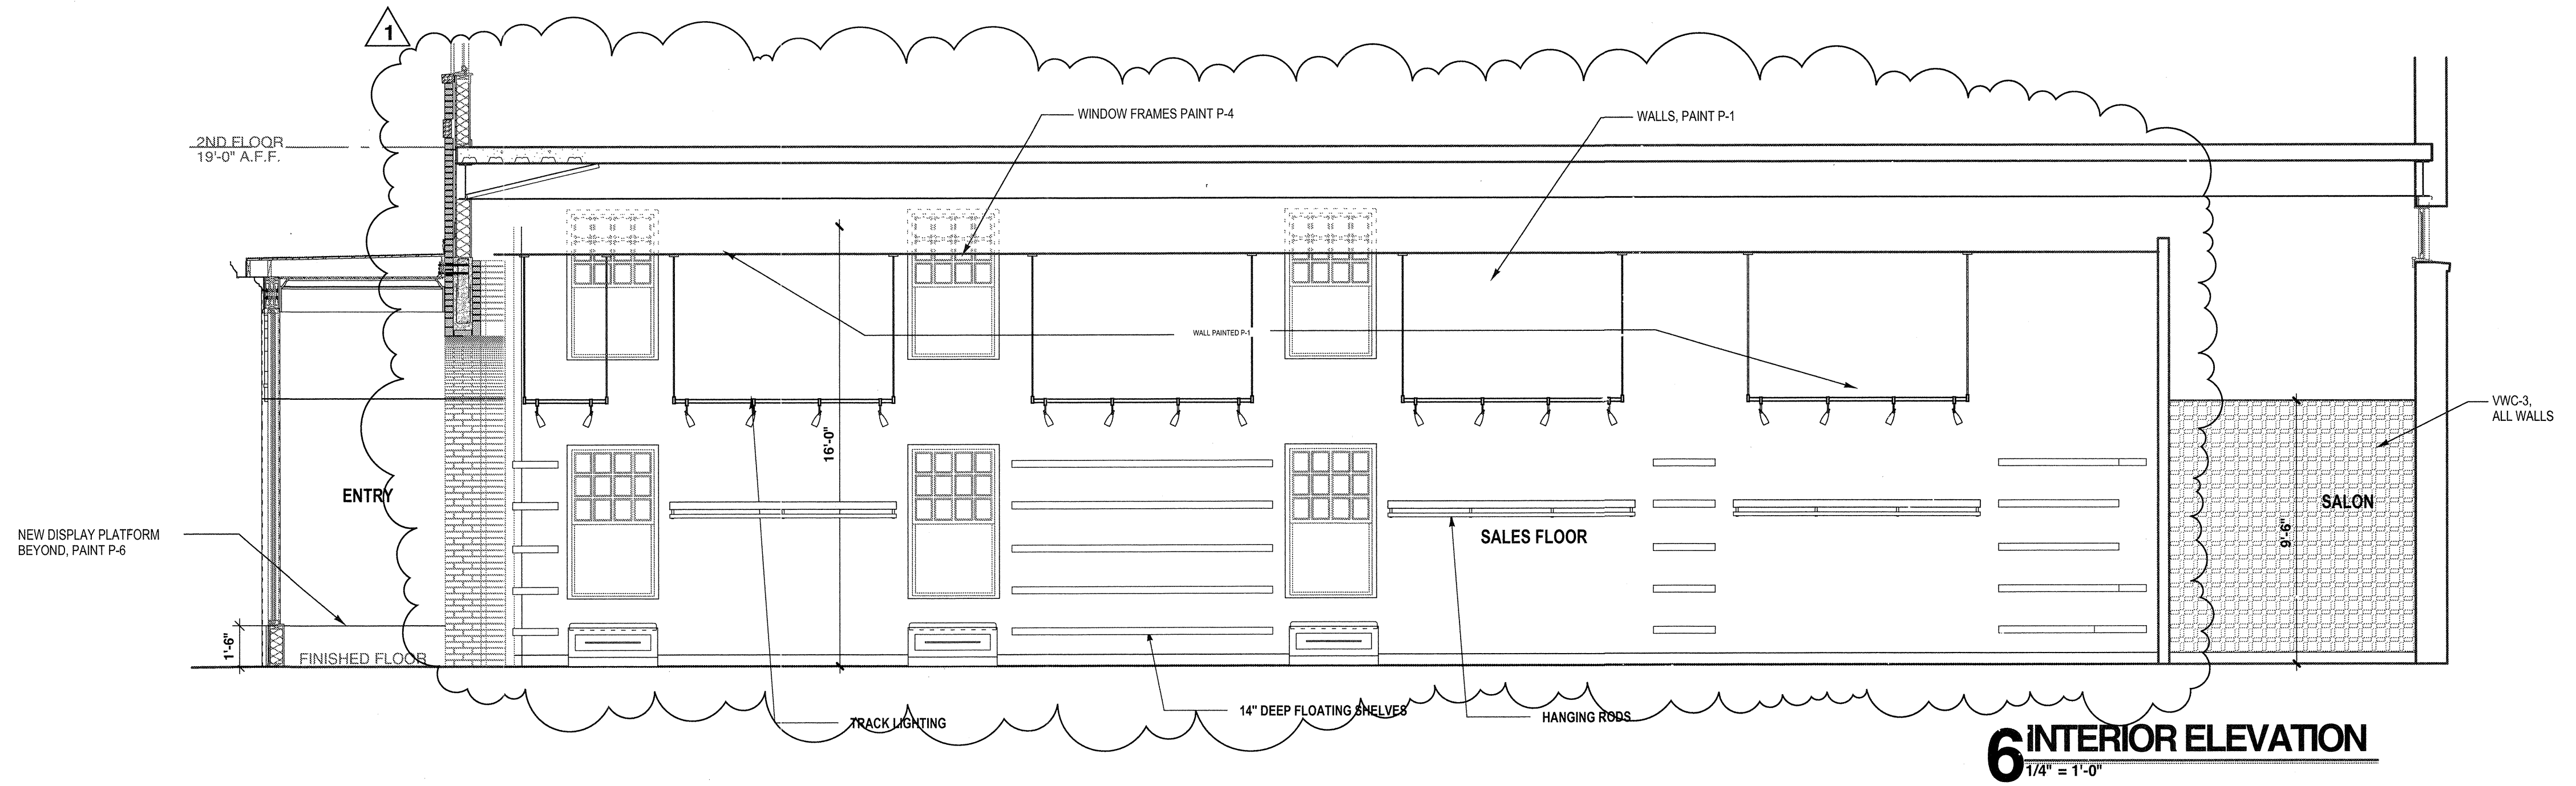 1
WINDOW FRAMES PAINT P-4
WALLS, PAINT P-1
2ND FLOOR
19'-0" A.F.F.
WALL PAINTED P-1
VWC-3,
ALL WALLS
16'-0"
ENTRY
SALON
SALES FLOOR
9'-6"
NEW DISPLAY PLATFORM
BEYOND, PAINT P-6
1'-6"
FINISHED FLOOR
TRACK LIGHTING
14" DEEP FLOATING SHELVES
HANGING RODS
6 INTERIOR ELEVATION
1/4" = 1'-0"